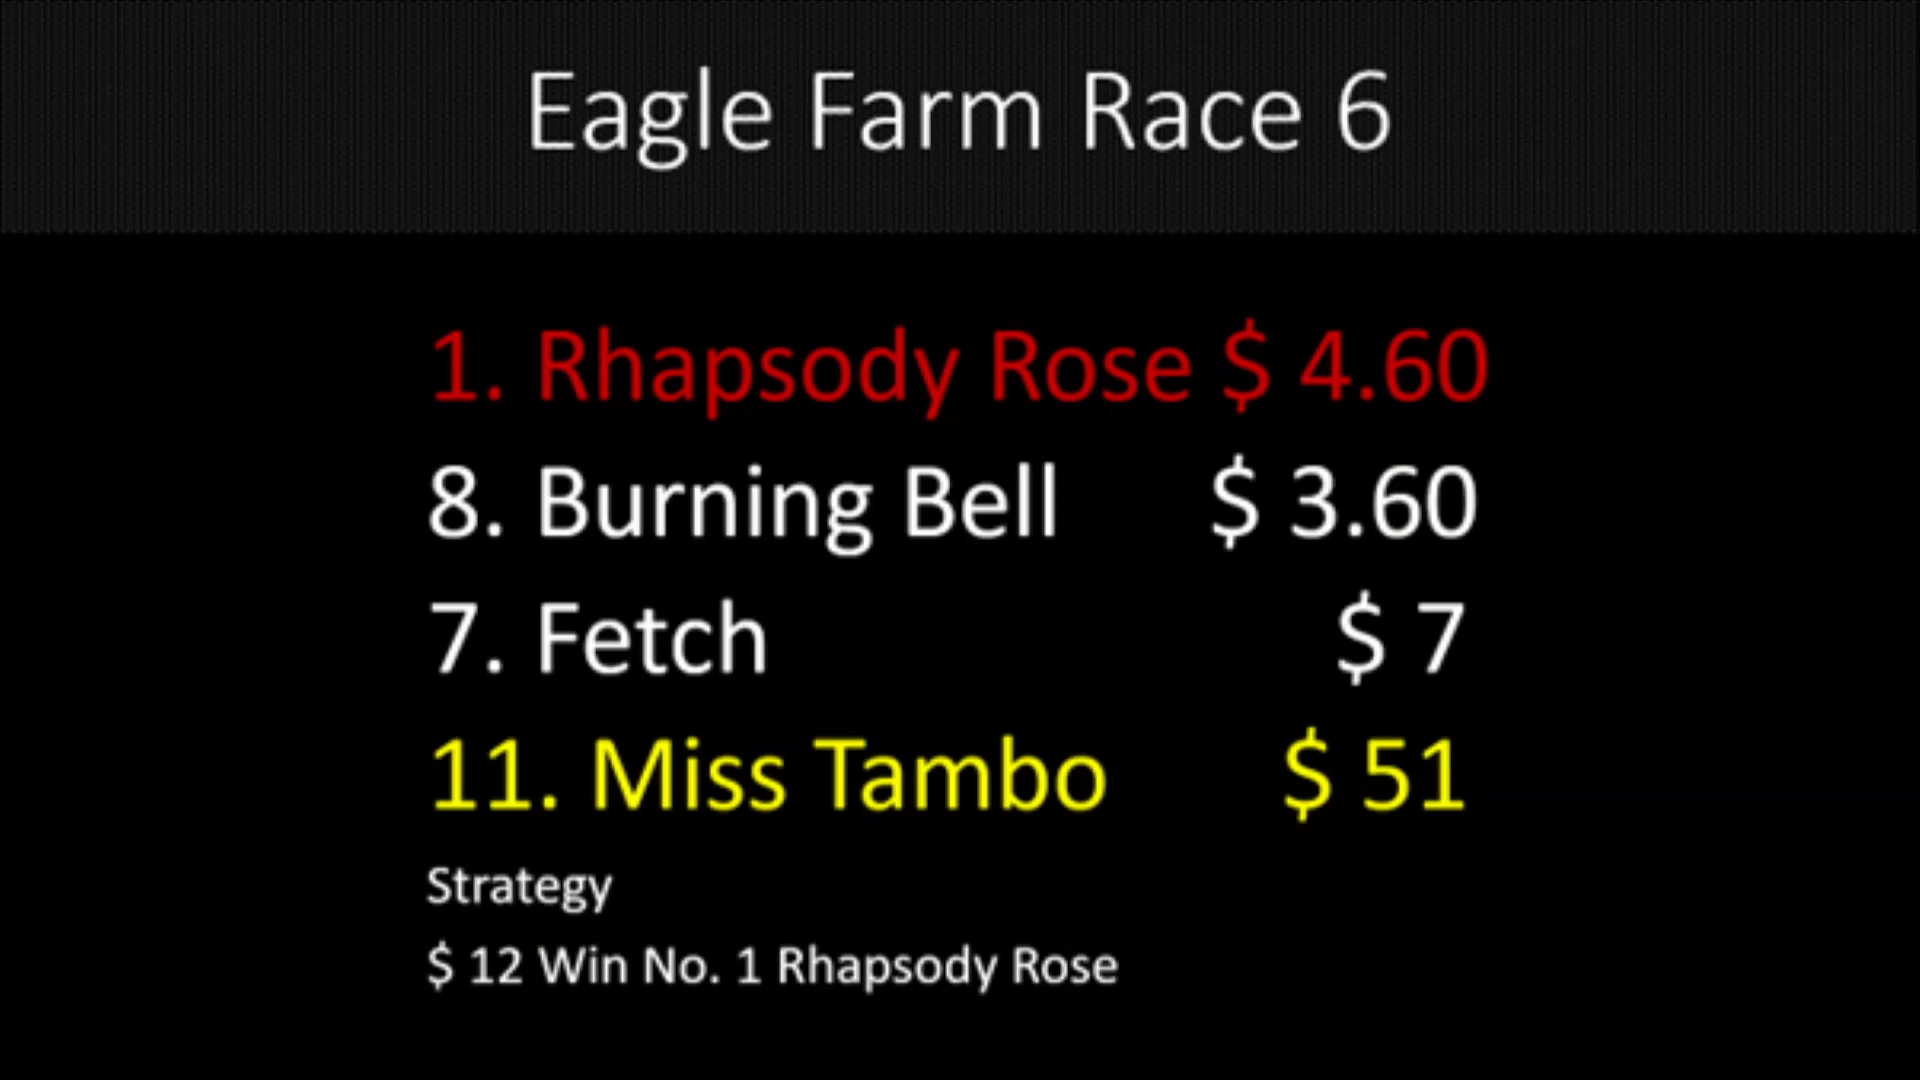 Eagle Farm Race 6
1. Rhapsody Rose $ 4.60
8. Burning Bell $ 3.60
7. Fetch $ 7
11. Miss Tambo $ 51
Strategy
$ 12 Win No. 1 Rhapsody Rose